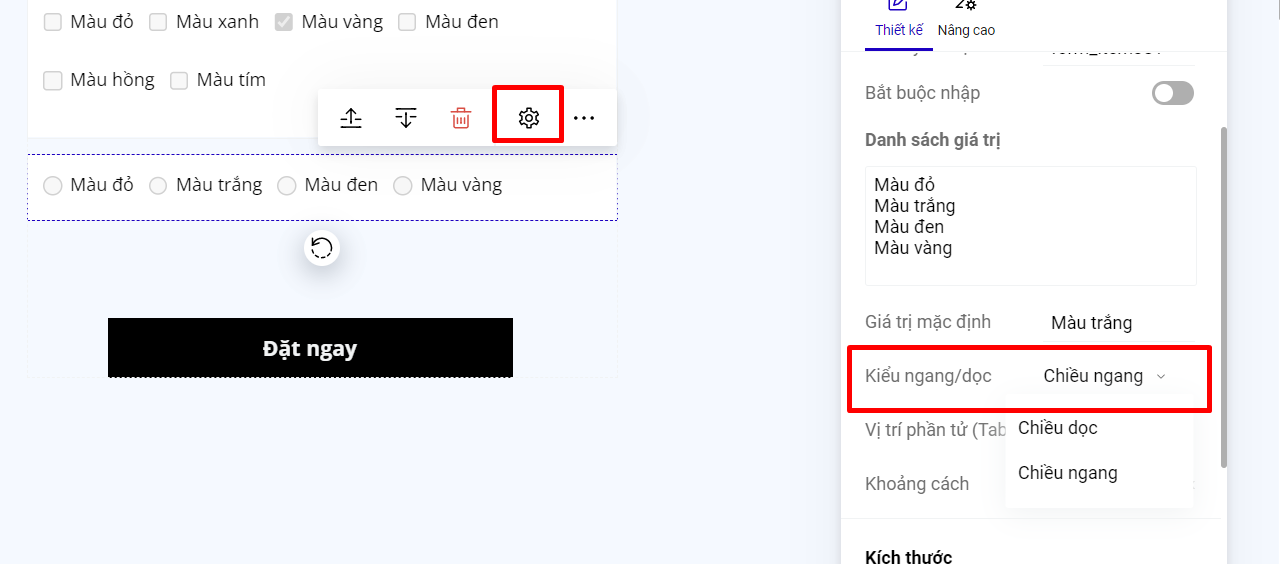 Màu đỏ Màu xanh Màu vàng Màu đen
Màu hồng Màu tím
Màu đỏ Màu trắng Màu đen Màu vàng
Đặt ngay
Thiết kế Nâng cao
Bắt buộc nhập
Danh sách giá trị
Màu đỏ
Màu trắng
Màu đen
Màu vàng
Giá trị mặc định Màu trắng
Kiểu ngang/dọc Chiều ngang
Vị trí phần tử (Tab
Chiều dọc
Chiều ngang
Khoảng cách
Kích thước